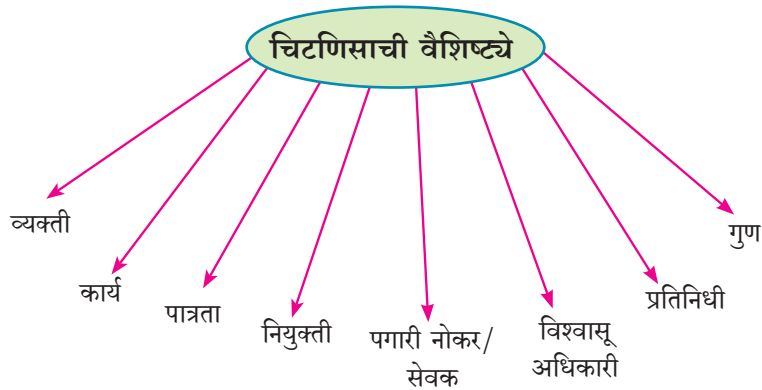 चिटणिसाची वैशिष्ट्ये
व्यक्ती
कार्य
पात्रता
नियुक्ती
पगारी नोकर/
सेवक
विश्वासू
अधिकारी
प्रतिनिधी
गुण